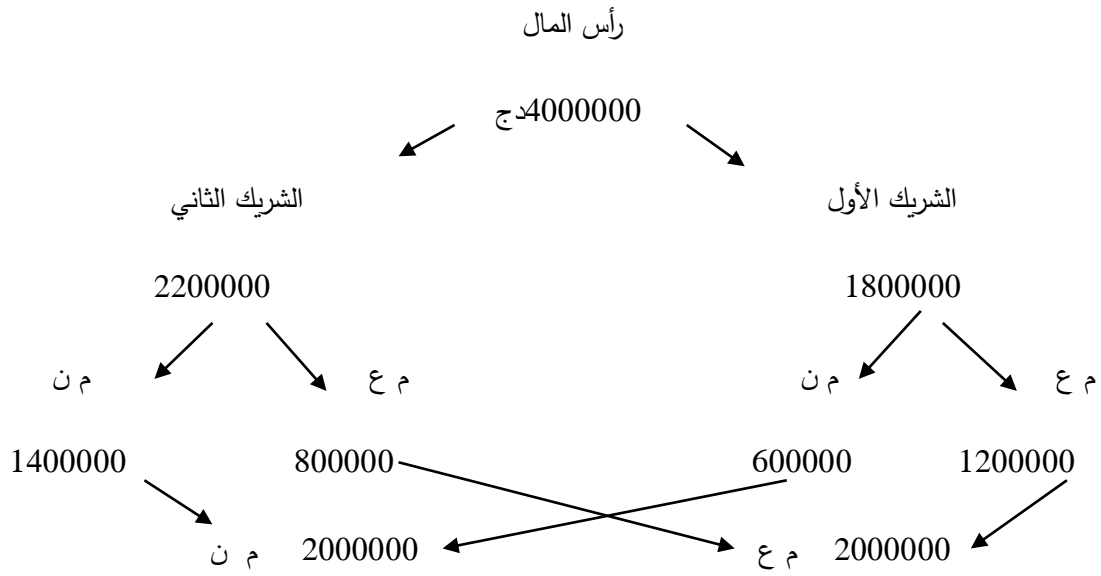 رأس المال
4000000دج
الشريك الأول الشريك الثاني
1800000 2200000
م ع م ن م ع م ن
1200000 600000 800000 1400000
2000000 م ع 2000000 م ن